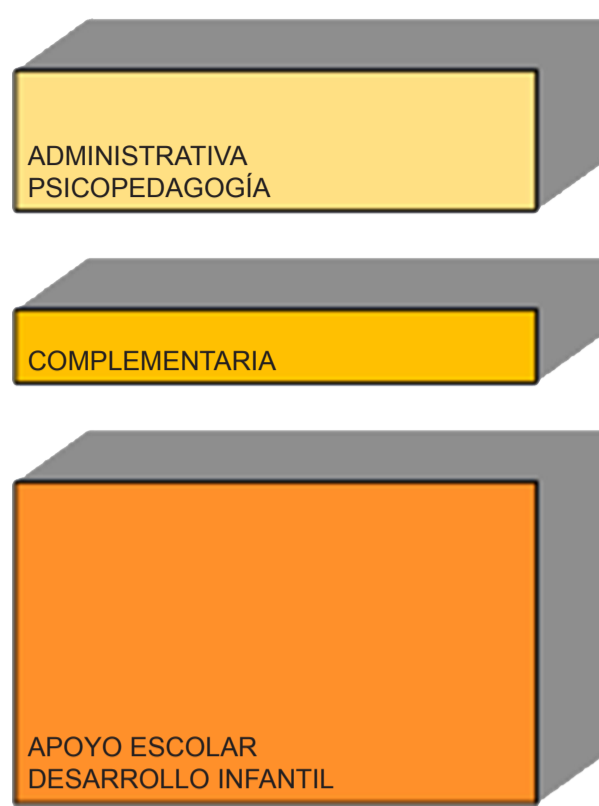 ADMINISTRATIVA
PSICOPEDAGOGÍA
COMPLEMENTARIA
APOYO ESCOLAR
DESARROLLO INFANTIL